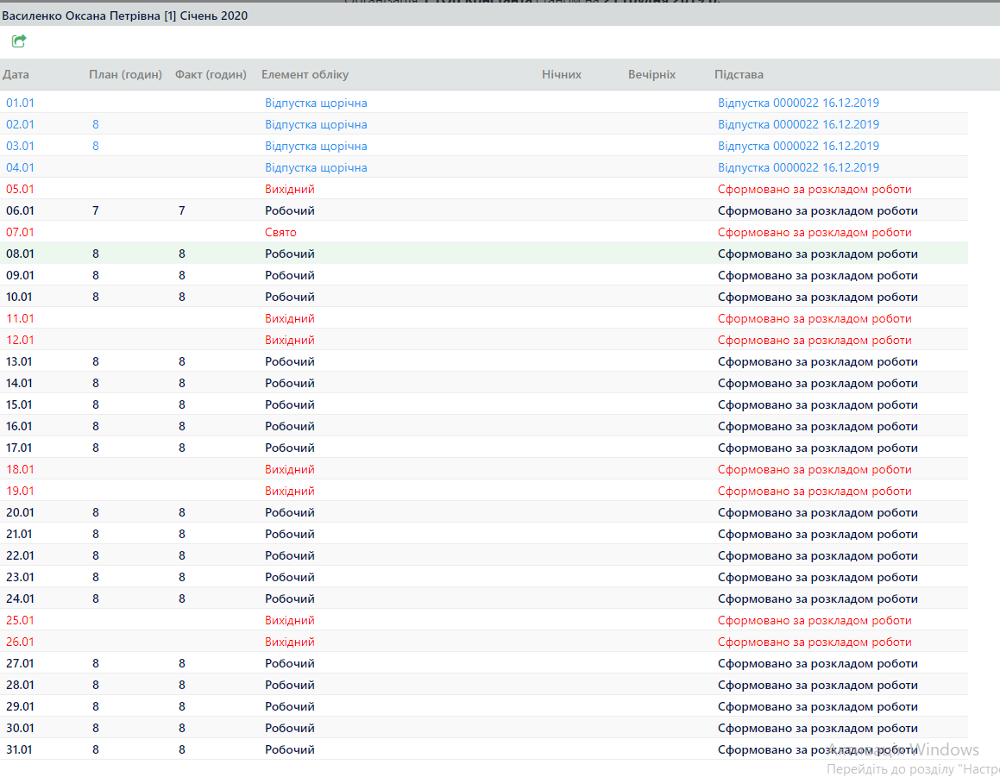 Василенко Оксана Петрівна [1] Січень 2020
Дата План (годин) Факт (годин) Елемент обліку Нічних Вечірніх Підстава
01.01 Відпустка щорічна Відпустка 0000022 16.12.2019
02.01 8 Відпустка щорічна Відпустка 0000022 16.12.2019
03.01 8 Відпустка щорічна Відпустка 0000022 16.12.2019
04.01 Відпустка щорічна Відпустка 0000022 16.12.2019
05.01 Вихідний Сформовано за розкладом роботи
06.01 7 7 Робочий Сформовано за розкладом роботи
07.01 Свято Сформовано за розкладом роботи
08.01 8 8 Робочий Сформовано за розкладом роботи
09.01 8 8 Робочий Сформовано за розкладом роботи
10.01 8 8 Робочий Сформовано за розкладом роботи
11.01 Вихідний Сформовано за розкладом роботи
12.01 Вихідний Сформовано за розкладом роботи
13.01 8 8 Робочий Сформовано за розкладом роботи
14.01 8 8 Робочий Сформовано за розкладом роботи
15.01 8 8 Робочий Сформовано за розкладом роботи
16.01 8 8 Робочий Сформовано за розкладом роботи
17.01 8 8 Робочий Сформовано за розкладом роботи
18.01 Вихідний Сформовано за розкладом роботи
19.01 Вихідний Сформовано за розкладом роботи
20.01 8 8 Робочий Сформовано за розкладом роботи
21.01 8 8 Робочий Сформовано за розкладом роботи
22.01 8 8 Робочий Сформовано за розкладом роботи
23.01 8 8 Робочий Сформовано за розкладом роботи
24.01 8 8 Робочий Сформовано за розкладом роботи
25.01 Вихідний Сформовано за розкладом роботи
26.01 Вихідний Сформовано за розкладом роботи
27.01 8 8 Робочий Сформовано за розкладом роботи
28.01 8 8 Робочий Сформовано за розкладом роботи
29.01 8 8 Робочий Сформовано за розкладом роботи
30.01 8 8 Робочий Сформовано за розкладом роботи
31.01 8 8 Робочий Сформовано за розкладом роботи
Активація Windows
Перейдіть до розділу "Настр